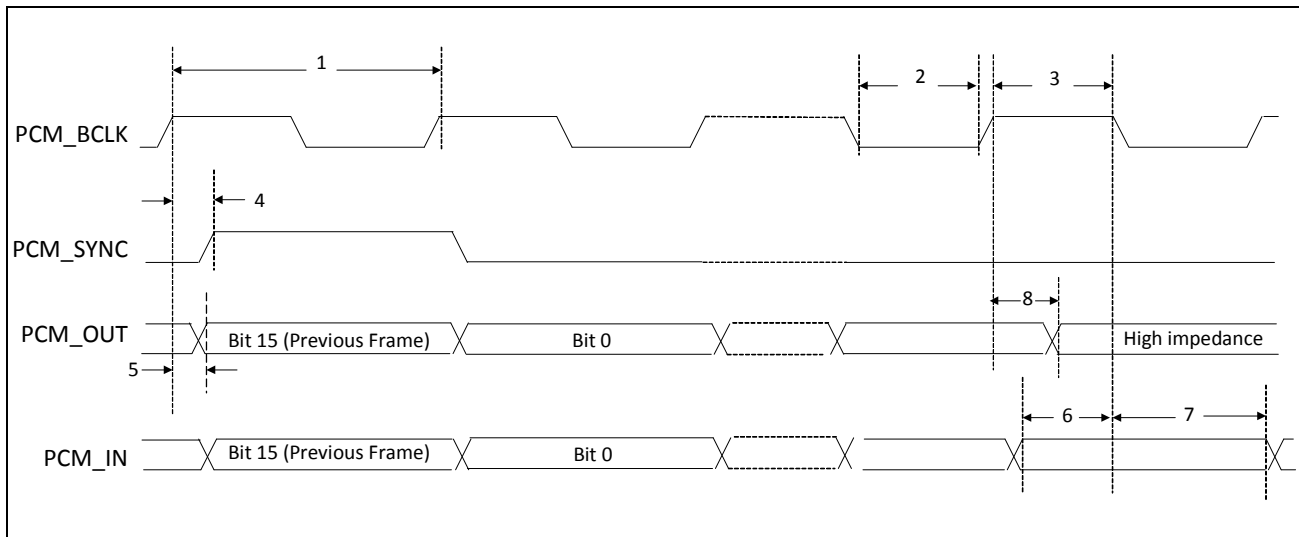 1
2
3
PCM_BCLK
4
PCM_SYNC
8
PCM_OUT
Bit 15 (Previous Frame)
Bit 0
High impedance
5
6
7
PCM_IN
Bit 15 (Previous Frame)
Bit 0